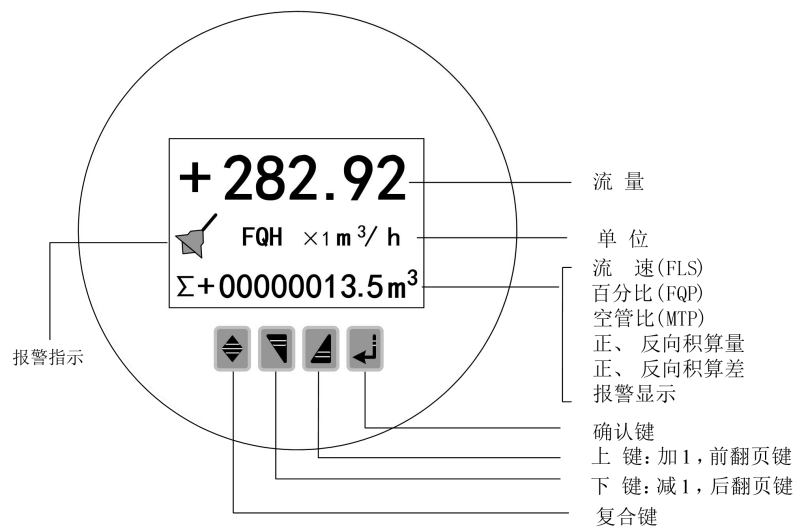 +282.92
流 量
FQH ×1m³/h
单 位
Σ+00000013.5m³
流 速(FLS)
百分比(FQP)
空管比(MTP)
正、反向积算量
正、反向积算差
报警显示
报警指示
确认键
上 键:加1,前翻页键
下 键:减1,后翻页键
复合键